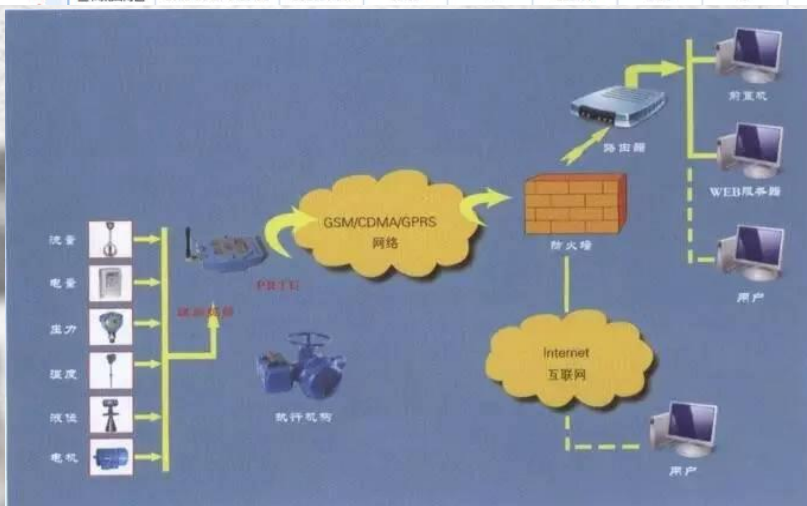 前置机
路由器
WEB服务器
GSM/CDMA/GPRS
网络
防火墙
流量
电量
压力
温度
液位
电机
执行机构
用户
Internet
互联网
用户